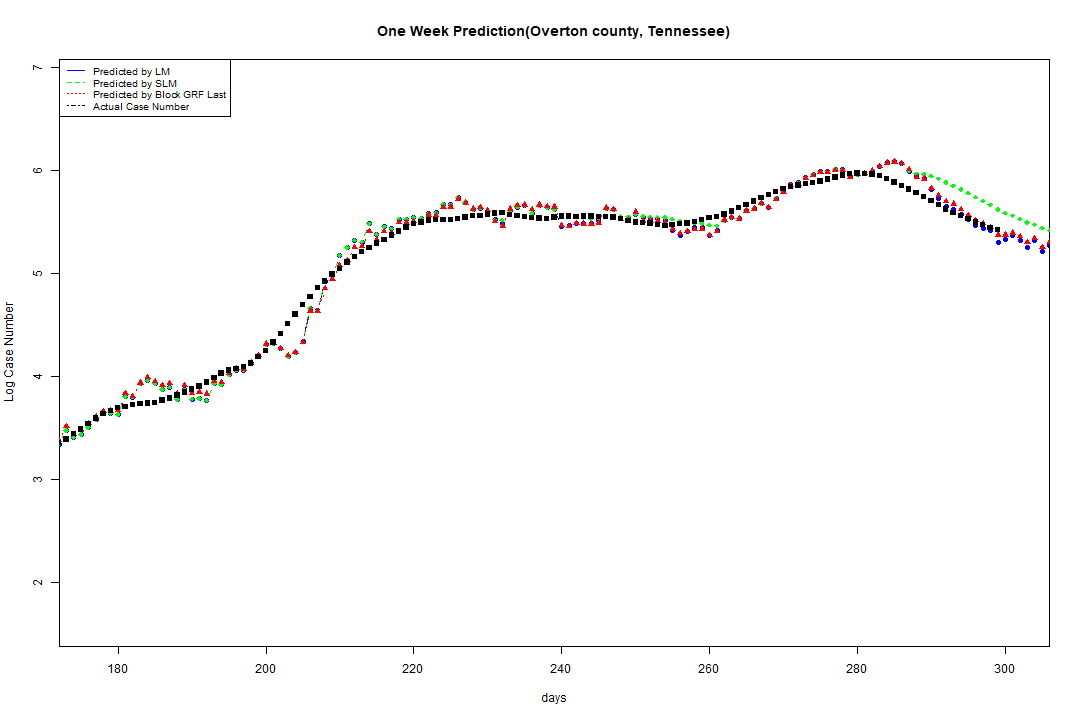 One Week Prediction(Overton county, Tennessee)
Predicted by LM
Predicted by SLM
Predicted by Block GRF Last
Actual Case Number
7
6
5
4
3
2
Log Case Number
180 200 220 240 260 280 300
days